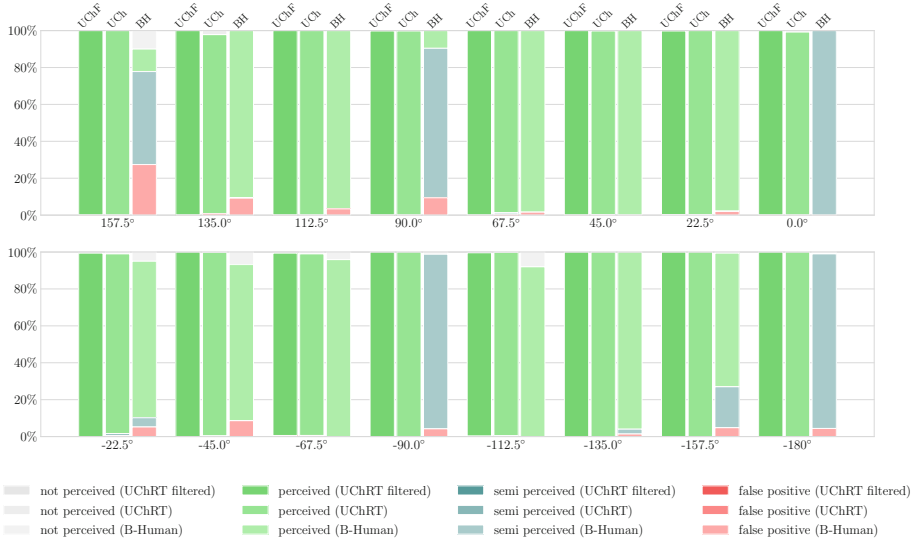 UChF UCh BH UChF UCh BH UChF UCh BH UChF UCh BH UChF UCh BH UChF UCh BH UChF UCh BH UChF UCh BH
100%
80%
60%
40%
20%
0%
157.5° 135.0° 112.5° 90.0° 67.5° 45.0° 22.5° 0.0°
100%
80%
60%
40%
20%
0%
-22.5° -45.0° -67.5° -90.0° -112.5° -135.0° -157.5° -180°
not perceived (UChRT filtered) perceived (UChRT filtered) semi perceived (UChRT filtered) false positive (UChRT filtered)
not perceived (UChRT) perceived (UChRT) semi perceived (UChRT) false positive (UChRT)
not perceived (B-Human) perceived (B-Human) semi perceived (B-Human) false positive (B-Human)